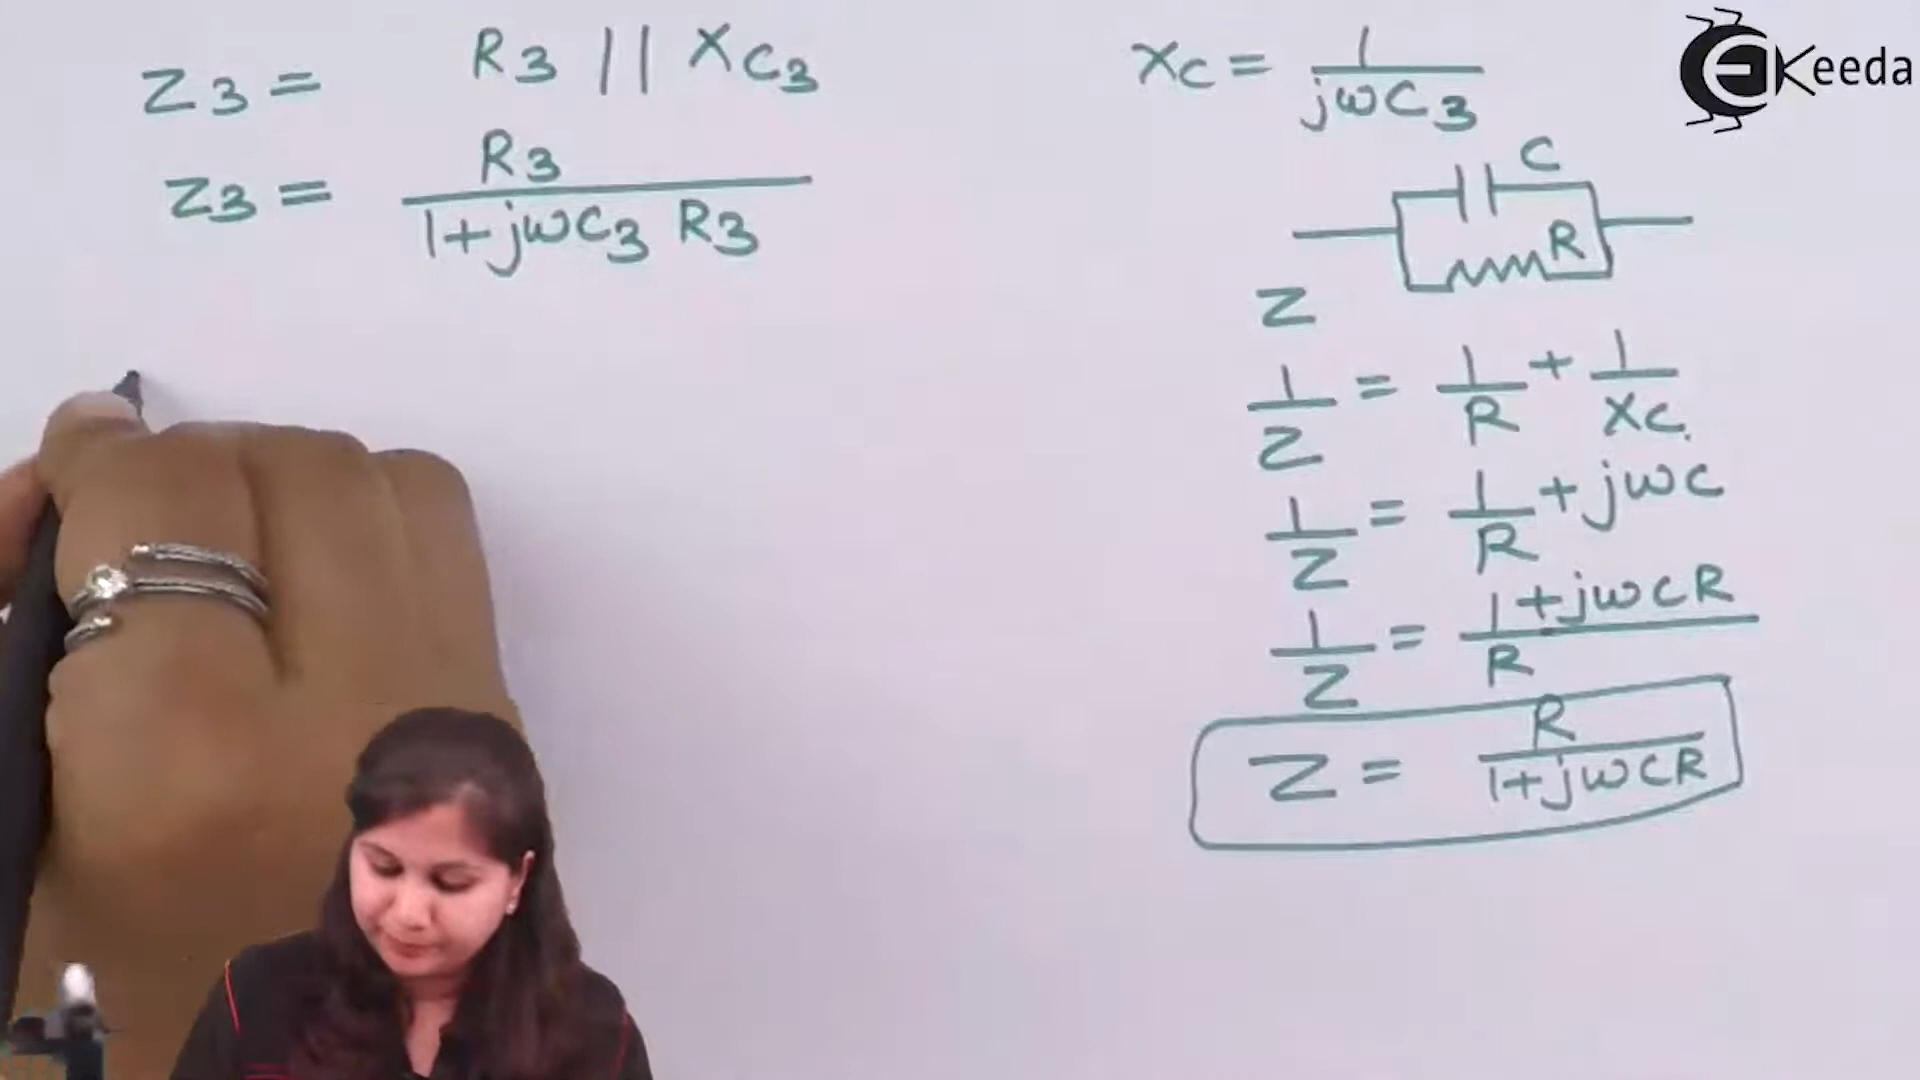 Z3 = R3 || XC3
Z3 = R3 / 1+jωC3 R3
XC = 1 / jωC3
C
R
Z
1/Z = 1/R + 1/XC
1/Z = 1/R + jωC
1/Z = 1+jωCR / R
Z = R / 1+jωCR
EKeeda